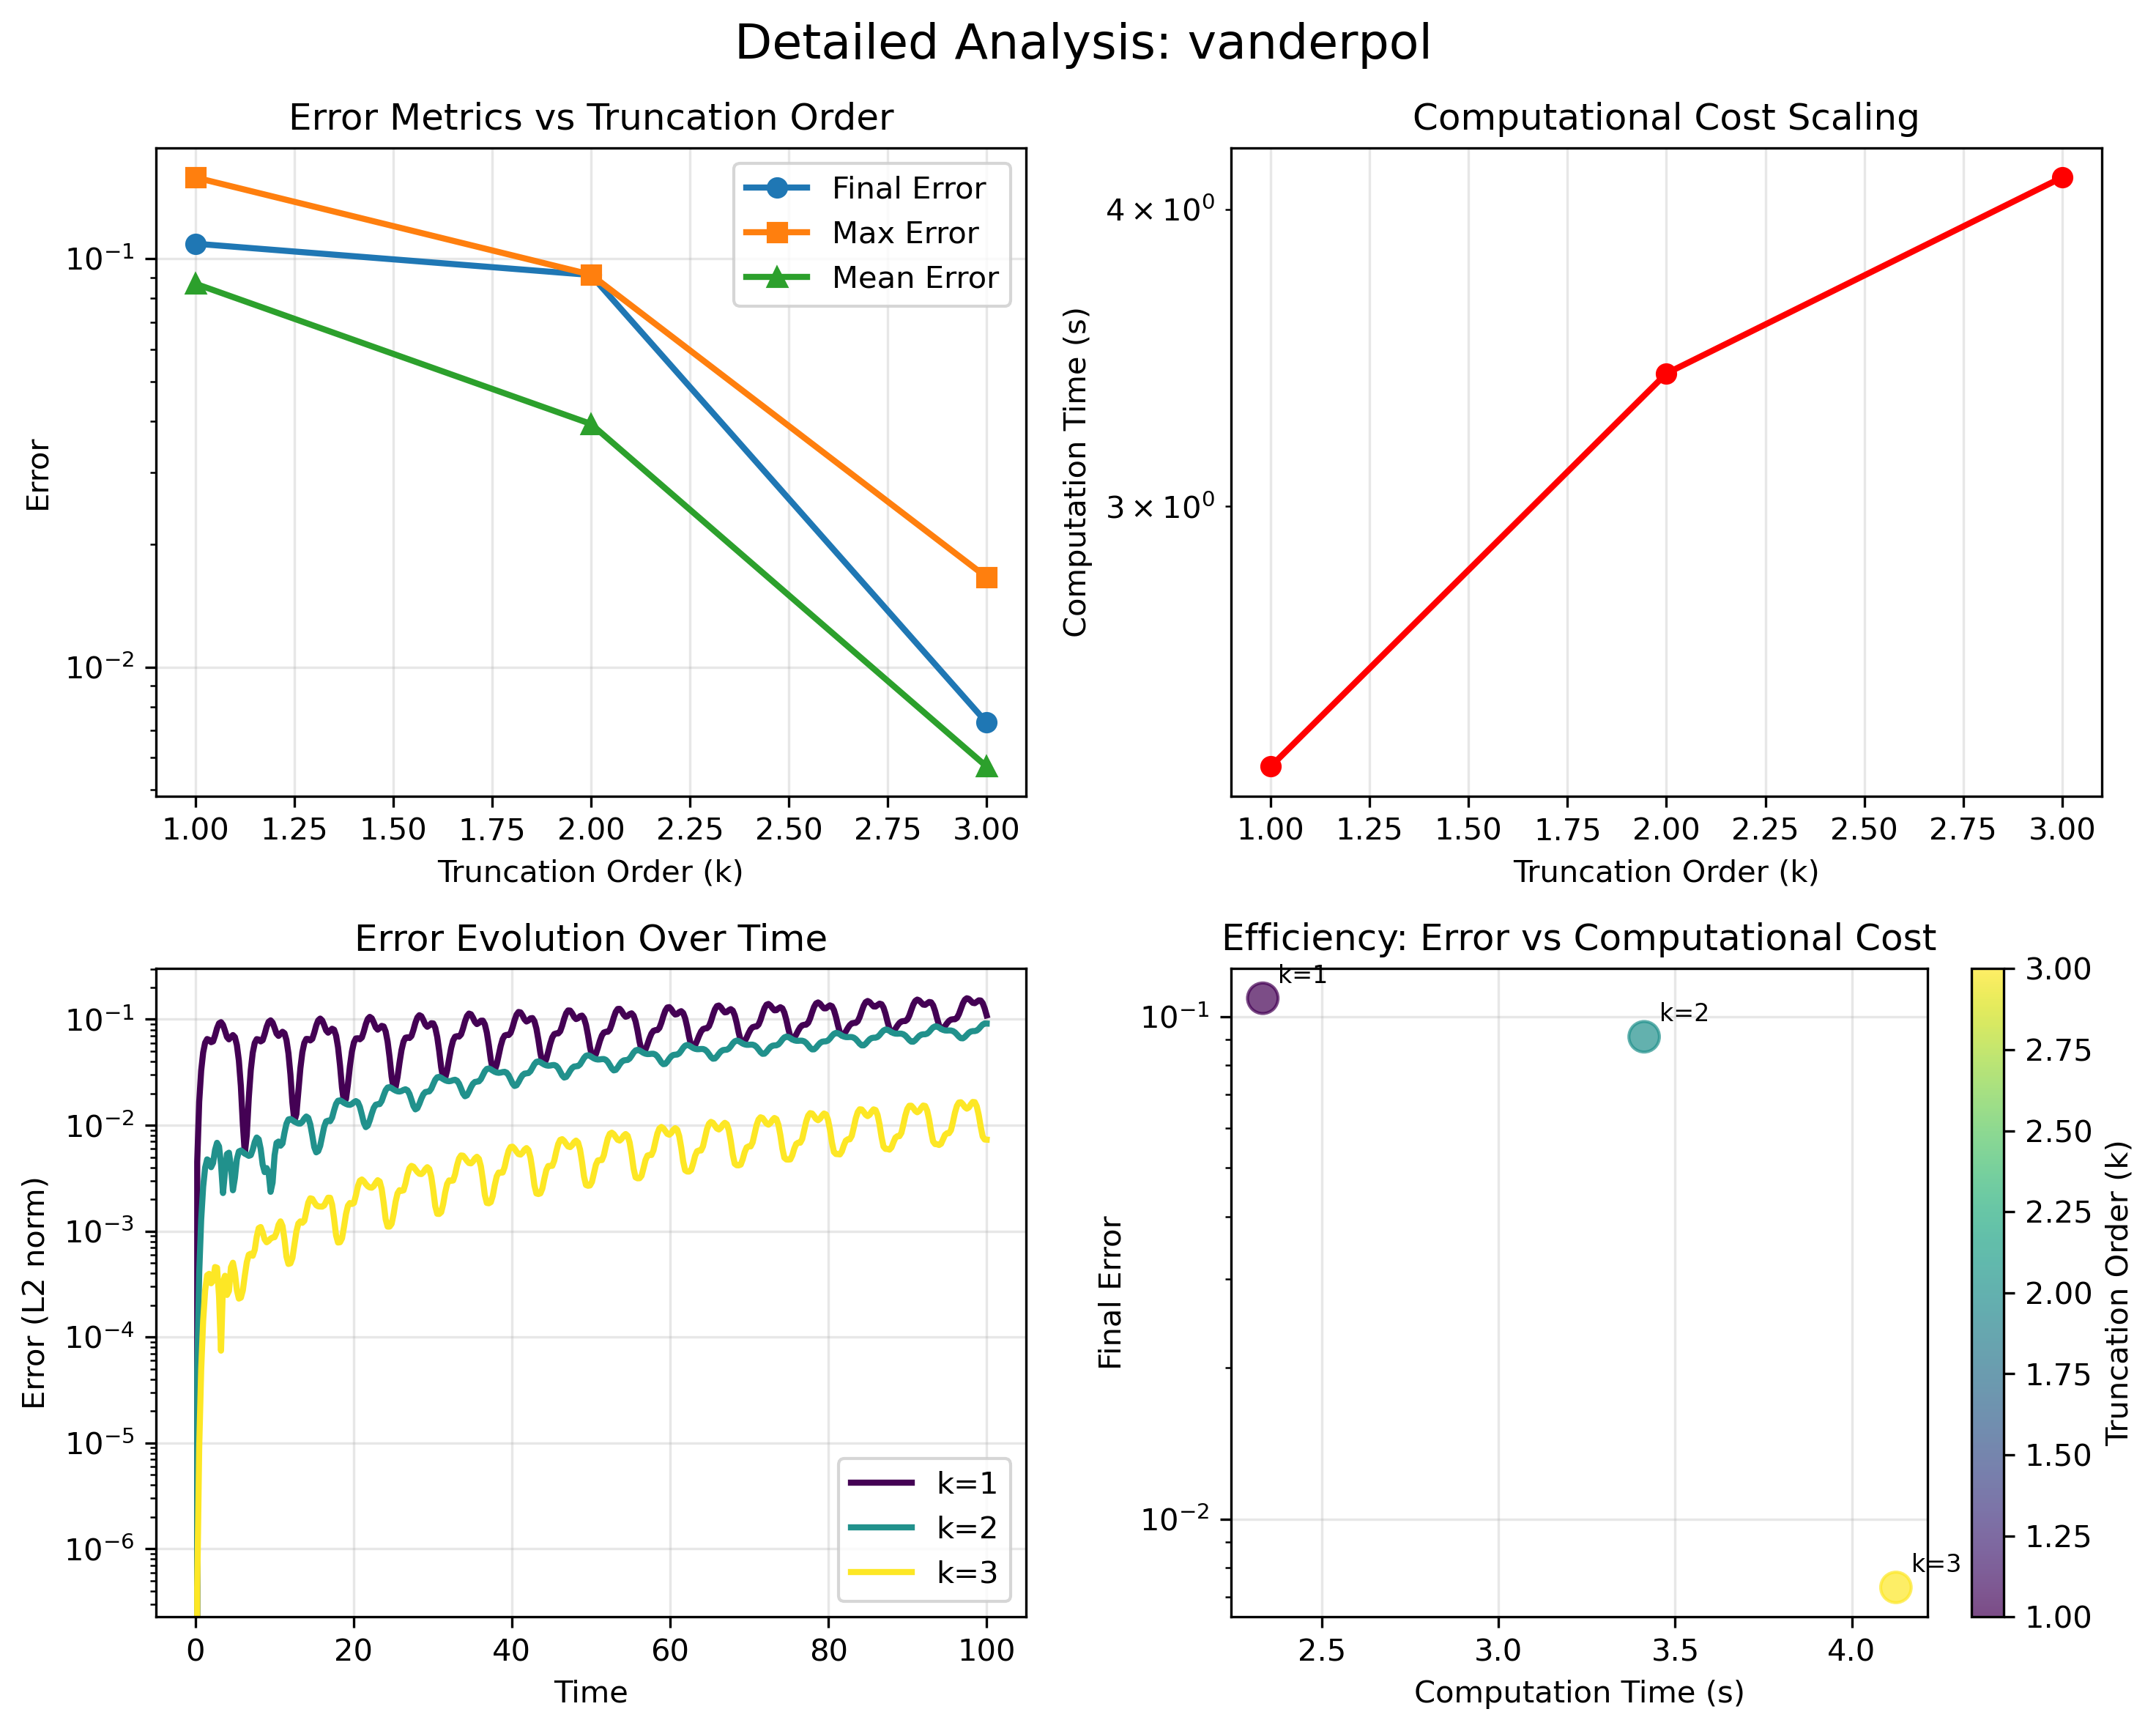 Detailed Analysis: vanderpol
Error Metrics vs Truncation Order
Error
10⁻¹
10⁻²
Final Error
Max Error
Mean Error
1.00 1.25 1.50 1.75 2.00 2.25 2.50 2.75 3.00
Truncation Order (k)
Computational Cost Scaling
Computation Time (s)
4 × 10⁰
3 × 10⁰
1.00 1.25 1.50 1.75 2.00 2.25 2.50 2.75 3.00
Truncation Order (k)
Error Evolution Over Time
Error (L2 norm)
10⁻¹
10⁻²
10⁻³
10⁻⁴
10⁻⁵
10⁻⁶
k=1
k=2
k=3
0 20 40 60 80 100
Time
Efficiency: Error vs Computational Cost
Final Error
10⁻¹
10⁻²
k=1
k=2
k=3
2.5 3.0 3.5 4.0
Computation Time (s)
3.00
2.75
2.50
2.25
2.00
1.75
1.50
1.25
1.00
Truncation Order (k)